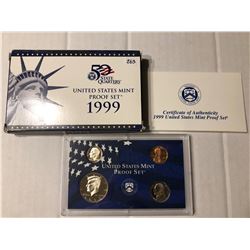 50
STATE
QUARTERS
UNITED STATES MINT
PROOF SET
1999
Certificate of Authenticity
1999 United States Mint Proof Set
UNITED STATES MINT
PROOF SET